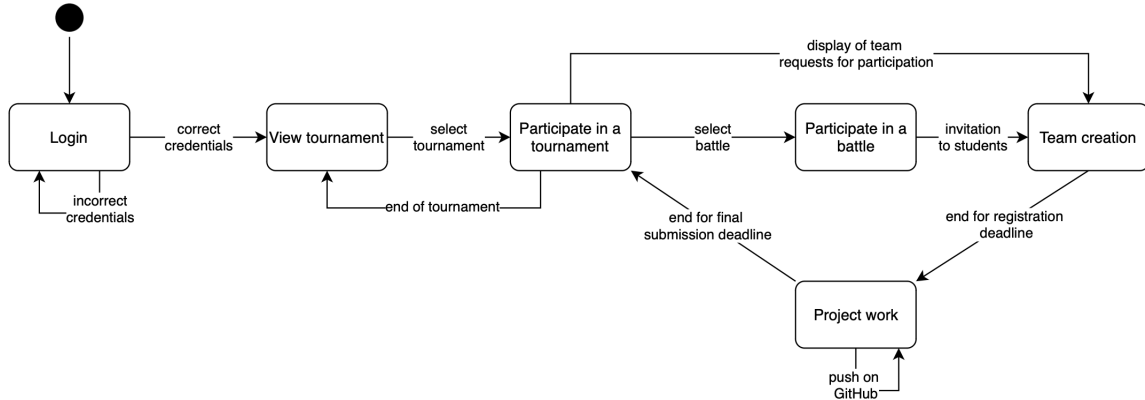 display of team
requests for participation
Login
correct
credentials
View tournament
select
tournament
Participate in a
tournament
select
battle
Participate in a
battle
invitation
to students
Team creation
incorrect
credentials
end of tournament
end for final
submission deadline
end for registration
deadline
Project work
push on
GitHub